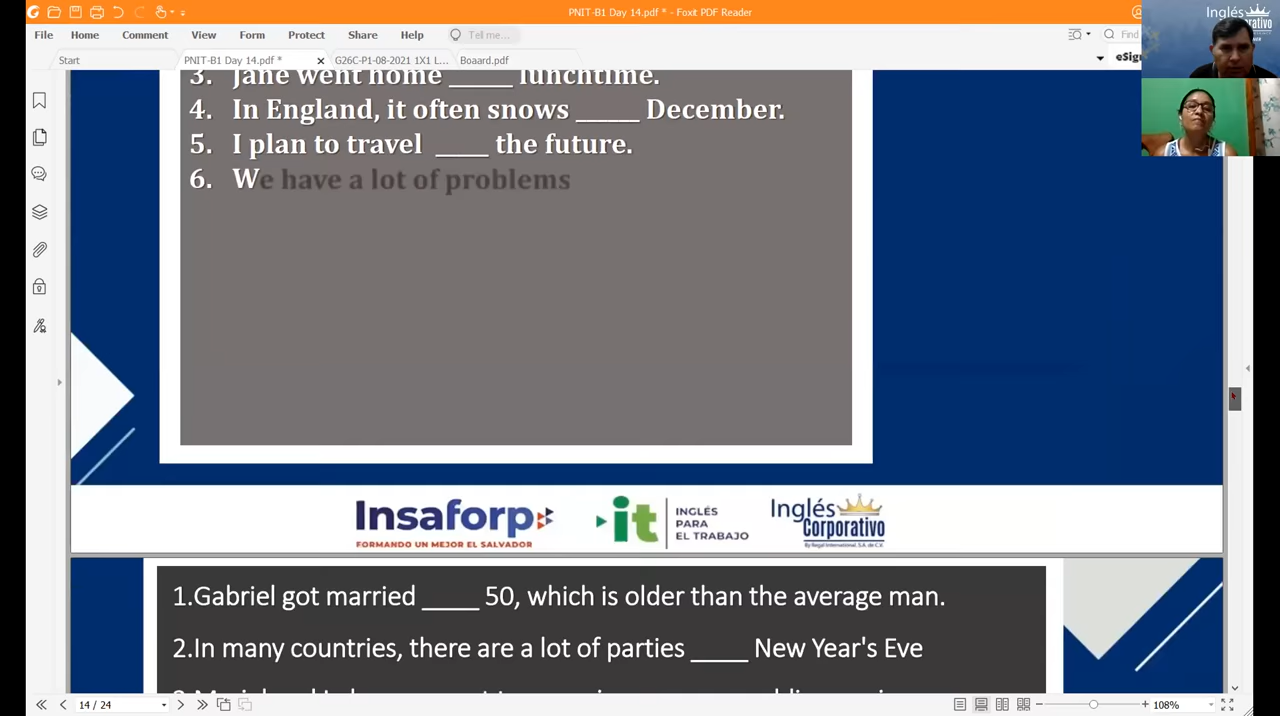 PNIT-B1 Day 14.pdf * - Foxit PDF Reader
File Home Comment View Form Protect Share Help Tell me... Find
Start PNIT-B1 Day 14.pdf * G26C-P1-08-2021 1X1 L... Boaard.pdf eSign
Inglés
Corporativo
3. Jane went home _____ lunchtime.
4. In England, it often snows _____ December.
5. I plan to travel _____ the future.
6. We have a lot of problems
Insaforp
FORMANDO UN MEJOR EL SALVADOR
it
INGLÉS
PARA
EL TRABAJO
Inglés
Corporativo
By Regal International, S.A. de C.V.
1.Gabriel got married ____ 50, which is older than the average man.
2.In many countries, there are a lot of parties ____ New Year's Eve
14 / 24
108%